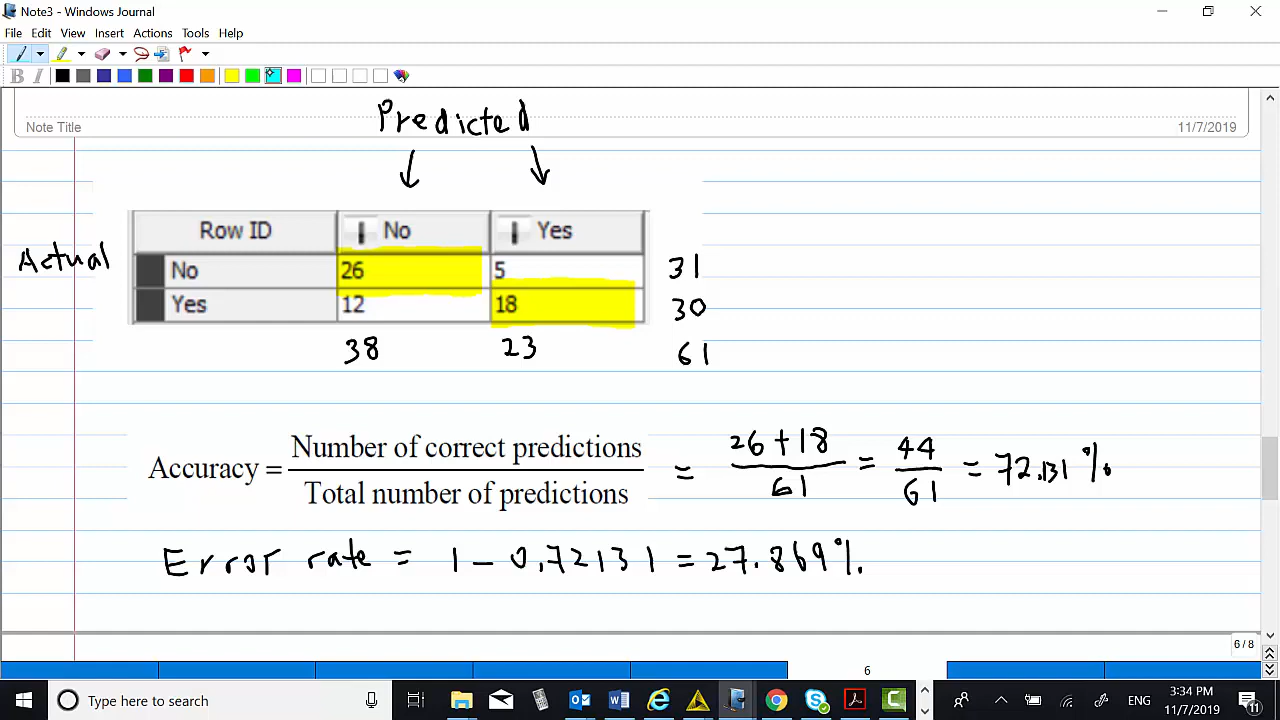 Note3 - Windows Journal
File Edit View Insert Actions Tools Help
B I
Predicted
Note Title
11/7/2019
Row ID No Yes
Actual
No 26 5 31
Yes 12 18 30
38 23 61
Accuracy = Number of correct predictions / Total number of predictions = 26 + 18 / 61 = 44 / 61 = 72.131 %
Error rate = 1 - 0.72131 = 27.869%.
6 / 8
6
Type here to search
ENG
3:34 PM
11/7/2019
11